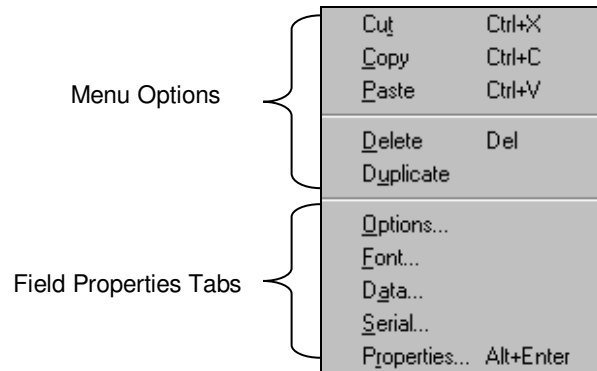 Cut Ctrl+X
Copy Ctrl+C
Menu Options
Paste Ctrl+V
Delete Del
Duplicate
Options...
Font...
Field Properties Tabs
Data...
Serial...
Properties... Alt+Enter